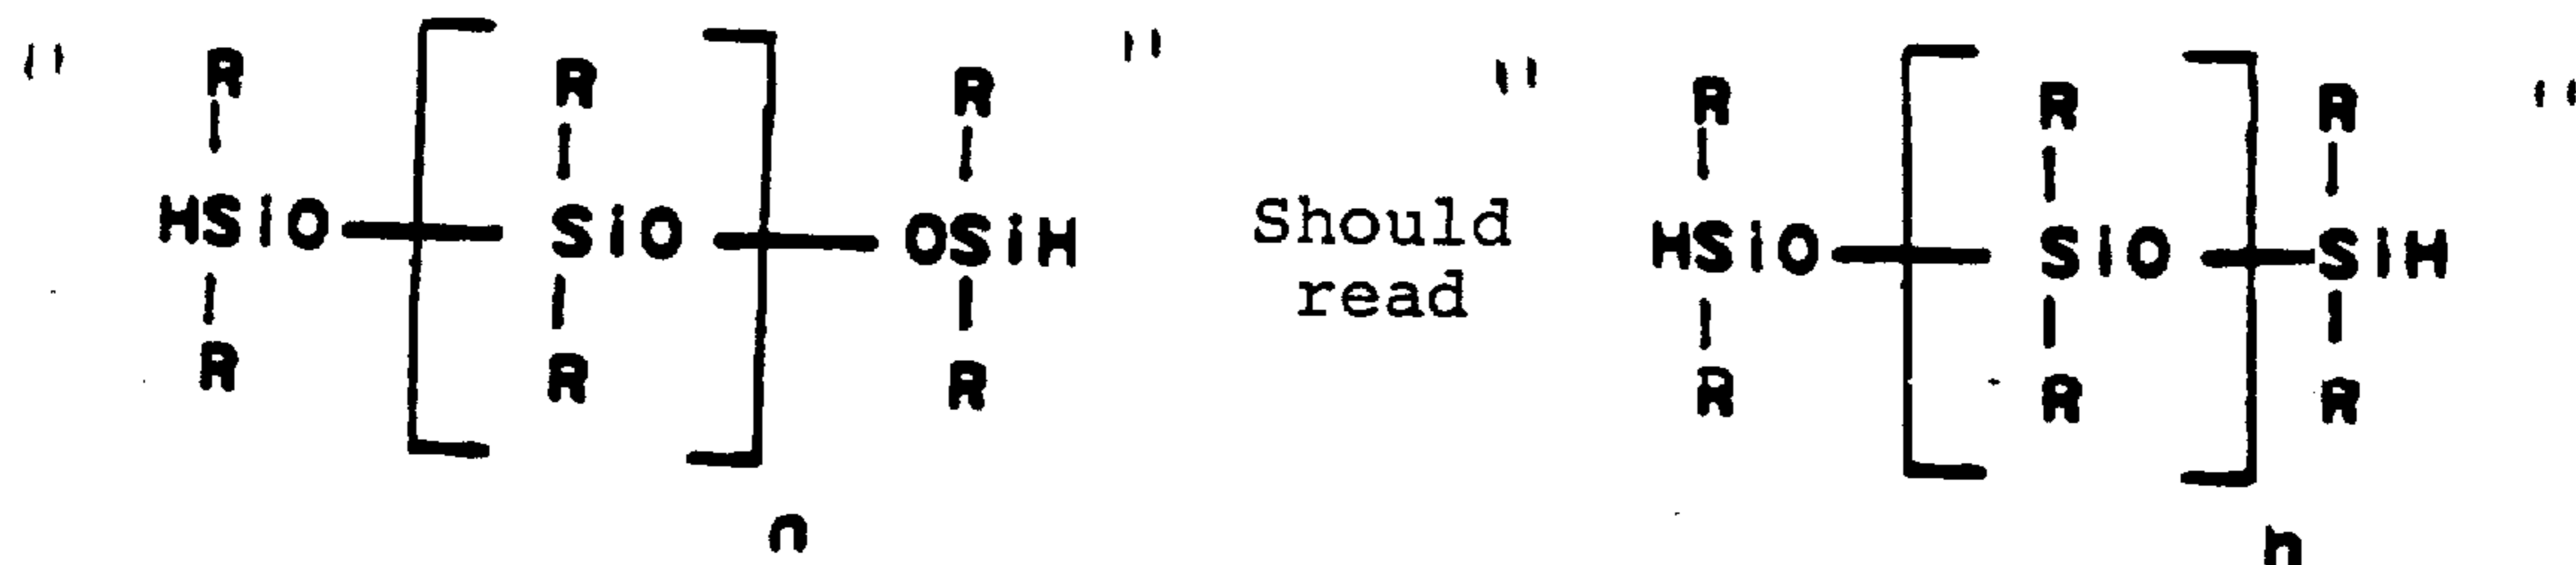 " R R R " " R R R "
HSiO SiO OSiH Should read HSiO SiO SiH
R R R R R R
n n